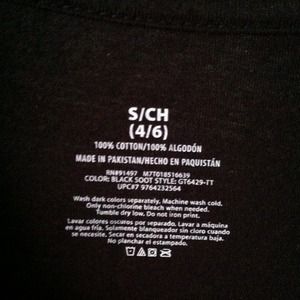 S/CH
(4/6)
100% COTTON/100% ALGODÓN
MADE IN PAKISTAN/HECHO EN PAQUISTÁN
RN#91497 M7T018516639
COLOR: BLACK SOOT STYLE: GT6429-TT
UPC#7 9764232564
Wash dark colors separately, Machine wash cold.
Only non-chlorine bleach when needed.
Tumble dry low. Do not iron print.
Lavar colores oscuros por separado. Lavar a máquina
en agua fría. Solamente blanqueador sin cloro cuando
se necesite. Secar en secadora a temperatura baja.
No planchar el estampado.